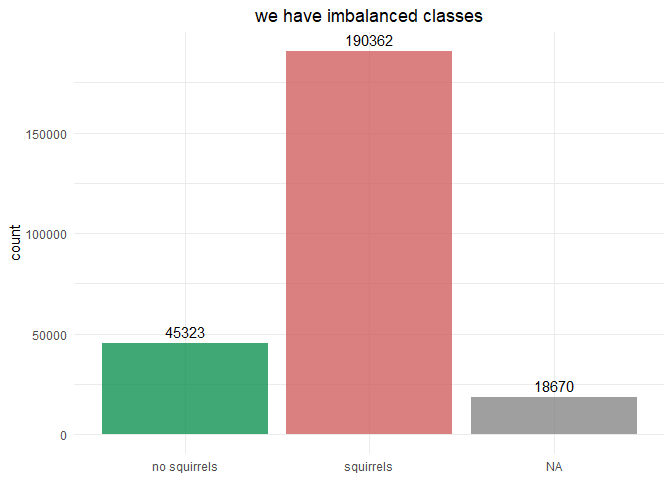 we have imbalanced classes
190362
150000
100000
count
50000
45323
18670
0
no squirrels
squirrels
NA